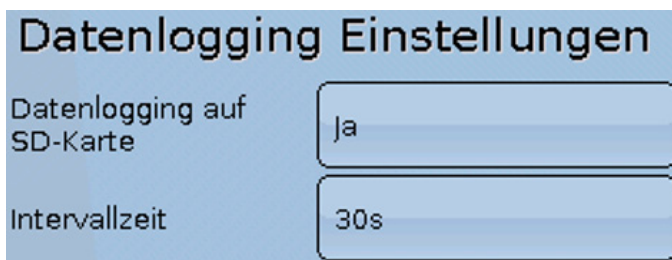 Datenlogging Einstellungen
Datenlogging auf
SD-Karte
Ja
Intervallzeit
30s